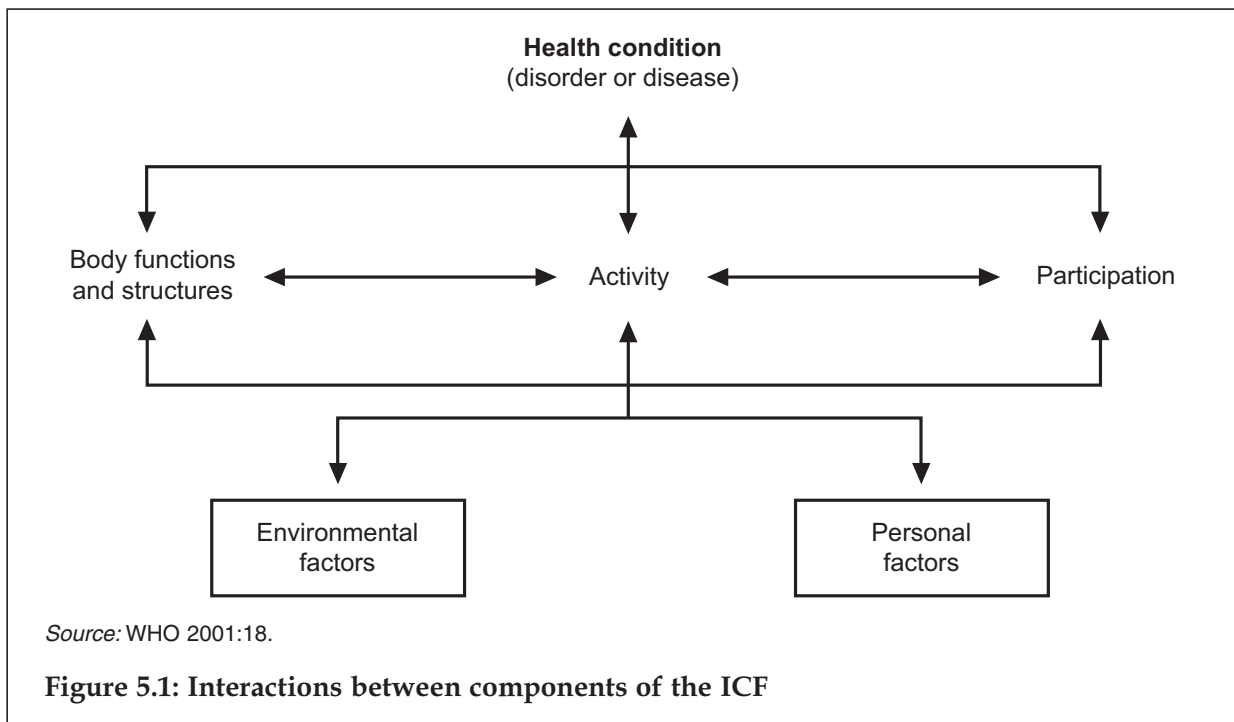 Health condition
(disorder or disease)
Body functions
and structures
Activity
Participation
Environmental
factors
Personal
factors
Source: WHO 2001:18.
Figure 5.1: Interactions between components of the ICF